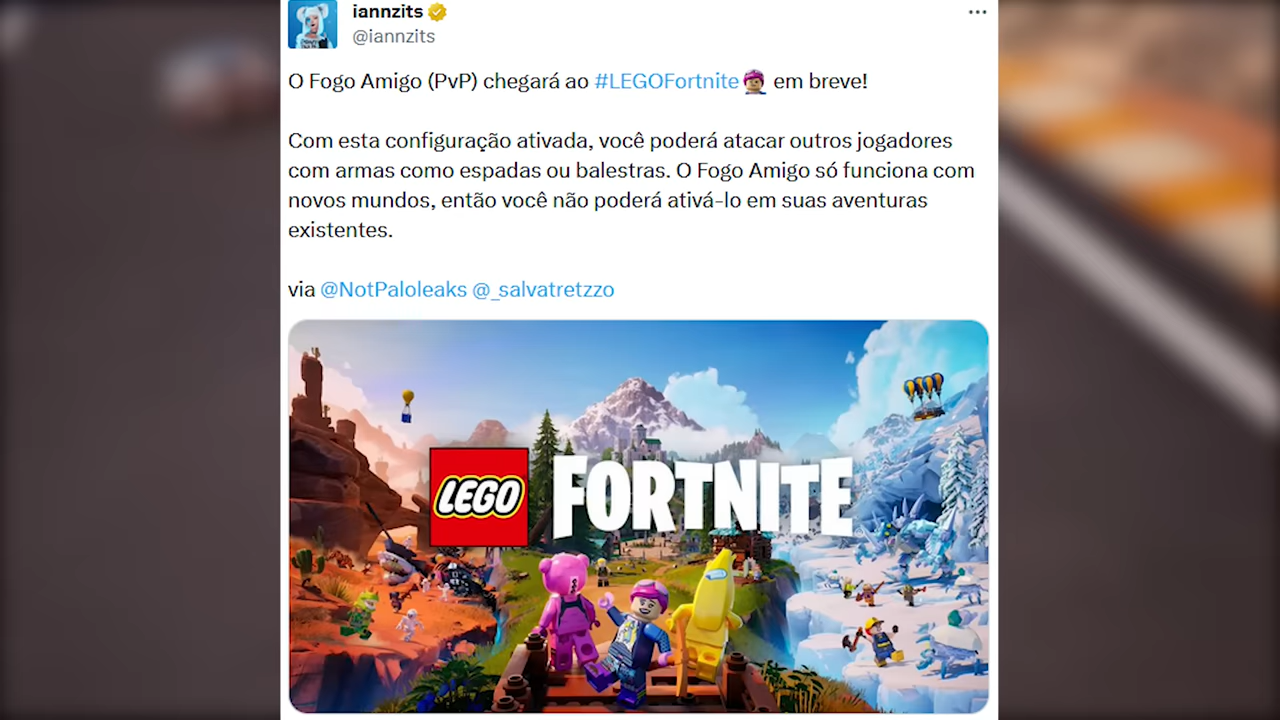 iannzits
@iannzits
O Fogo Amigo (PvP) chegará ao #LEGOFortnite em breve!
Com esta configuração ativada, você poderá atacar outros jogadores
com armas como espadas ou balestras. O Fogo Amigo só funciona com
novos mundos, então você não poderá ativá-lo em suas aventuras
existentes.
via @NotPaloleaks @_salvatretzzo
LEGO FORTNITE